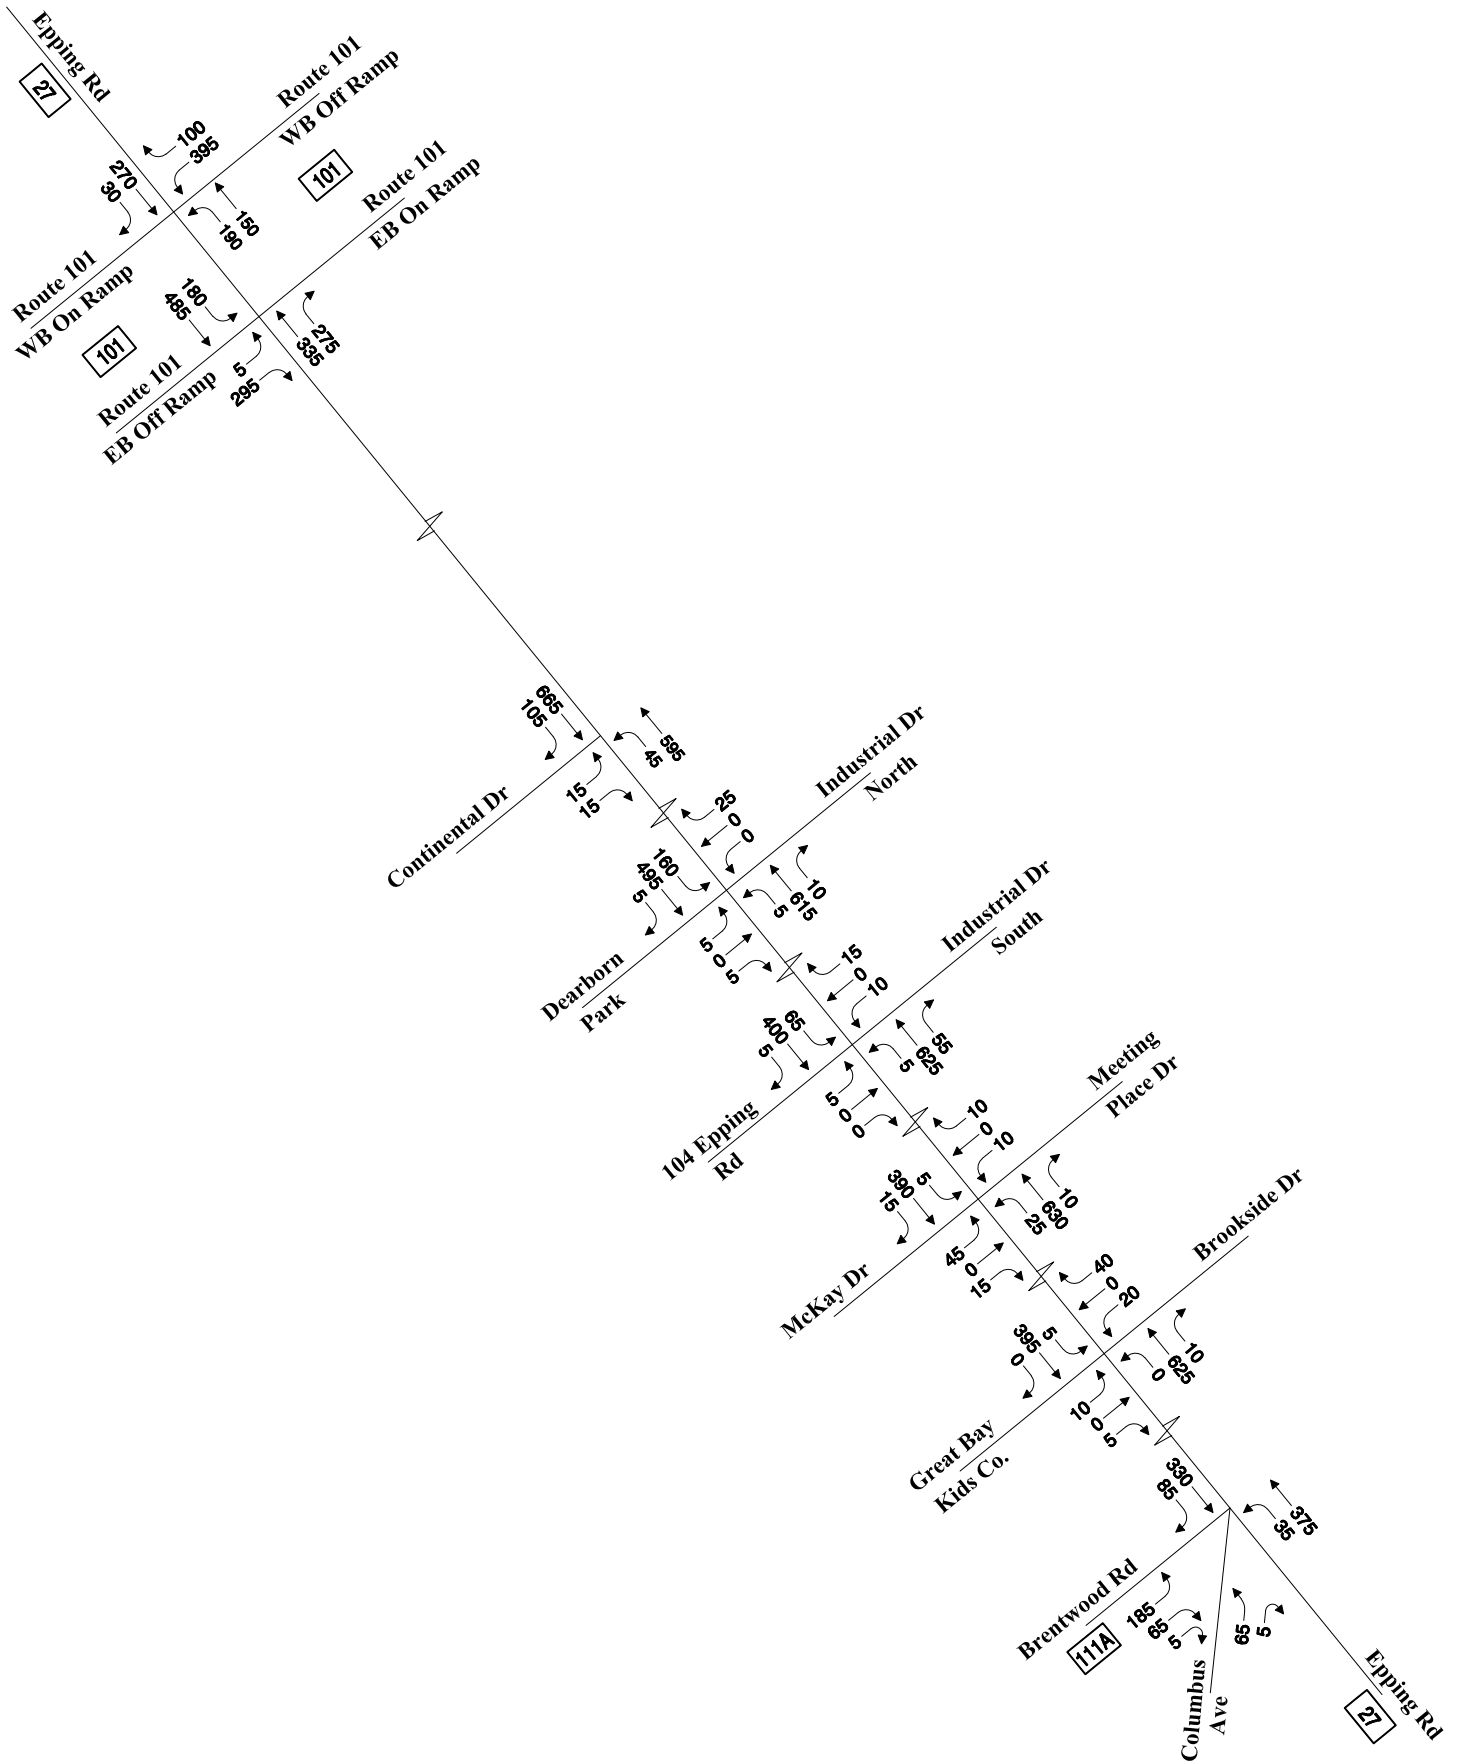 Epping Rd
27
Route 101
WB Off Ramp
100
395
270
30
101
150
190
Route 101
EB On Ramp
Route 101
WB On Ramp
180
485
101
275
335
5
295
Route 101
EB Off Ramp
665
105
595
45
15
15
Continental Dr
Industrial Dr
North
25
0
0
160
495
5
10
615
5
5
0
5
Dearborn
Park
Industrial Dr
South
15
0
10
65
400
5
55
625
5
5
0
0
104 Epping
Rd
Meeting
Place Dr
10
0
10
5
390
15
10
630
25
45
0
15
McKay Dr
Brookside Dr
40
0
20
5
395
0
10
625
0
10
0
5
Great Bay
Kids Co.
330
85
375
35
Brentwood Rd
111A
185
65
5
65
5
Columbus
Ave
Epping Rd
27